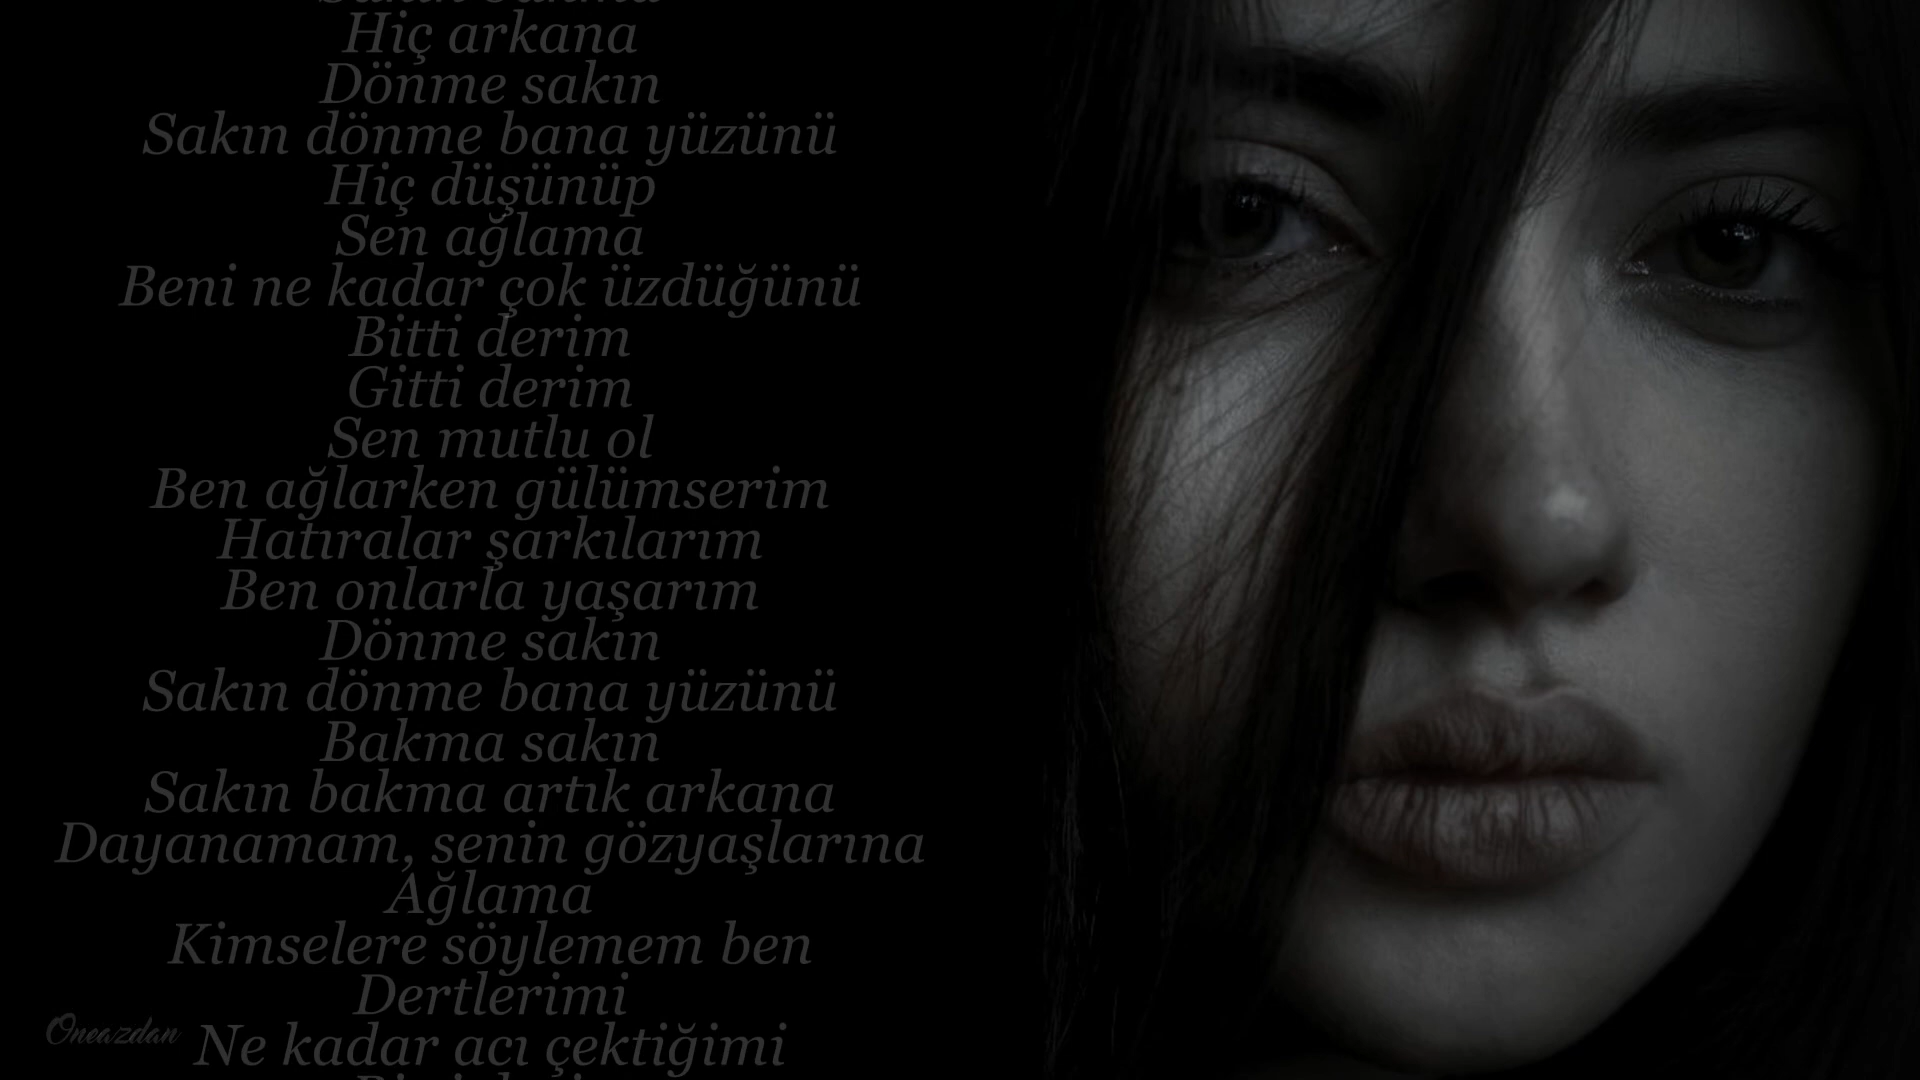 Hiç arkana
Dönme sakın
Sakın dönme bana yüzünü
Hiç düşünüp
Sen ağlama
Beni ne kadar çok üzdüğünü
Bitti derim
Gitti derim
Sen mutlu ol
Ben ağlarken gülümserim
Hatıralar şarkılarım
Ben onlarla yaşarım
Dönme sakın
Sakın dönme bana yüzünü
Bakma sakın
Sakın bakma artık arkana
Dayanamam, senin gözyaşlarına
Ağlama
Kimselere söylemem ben
Dertlerimi
Oneazdan
Ne kadar acı çektiğimi